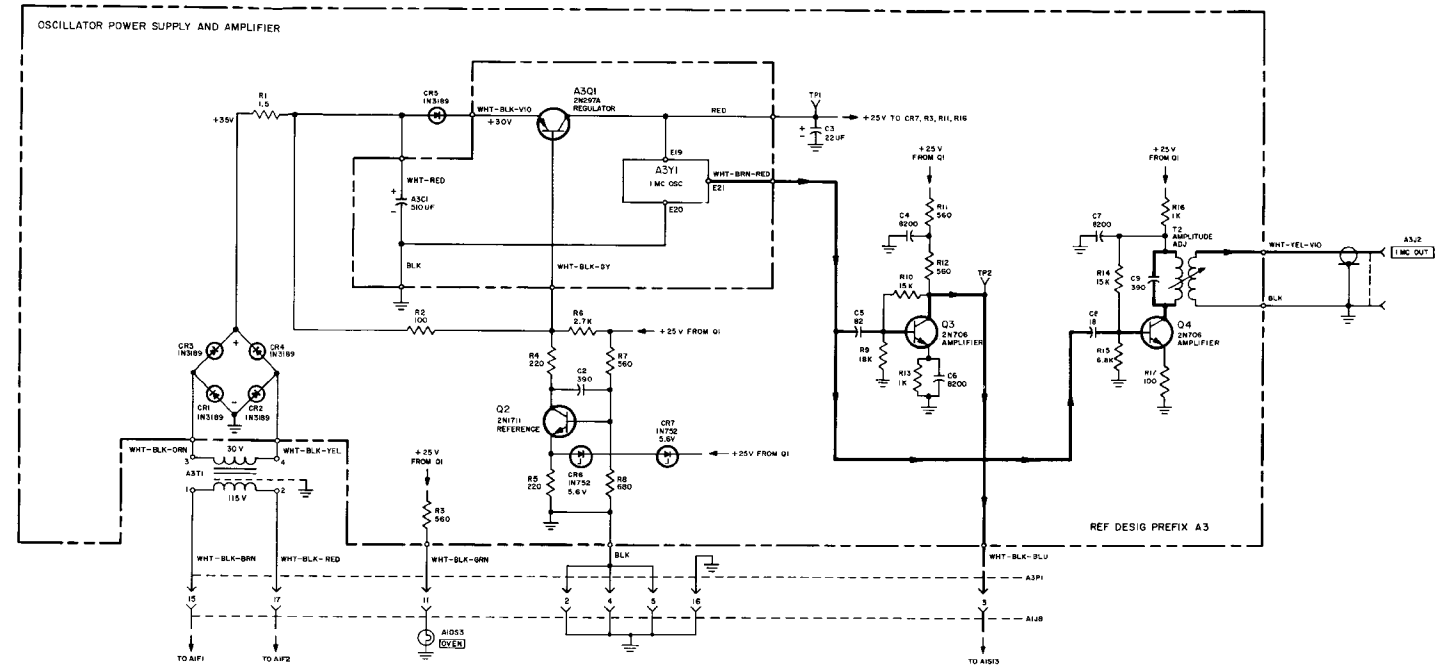 OSCILLATOR POWER SUPPLY AND AMPLIFIER
R1
1.5
+35V
CR5
1N3189
WHT-BLK-VIO
+30V
A3Q1
2N297A
REGULATOR
RED
TP1
+25V TO CR7, R3, R11, R16
+
-
C3
22UF
WHT-RED
+
-
A3C1
510UF
BLK
E19
A3Y1
1 MC OSC
E20
WHT-BRN-RED
E21
WHT-BLK-GY
+25V
FROM Q1
R11
560
C4
8200
R12
560
R10
15K
TP2
C5
82
R9
18K
Q3
2N706
AMPLIFIER
R13
1K
C6
8200
+25V
FROM Q1
R16
1K
C7
8200
T2
AMPLITUDE
ADJ
R14
15K
C9
390
C8
18
R15
6.8K
Q4
2N706
AMPLIFIER
R17
100
WHT-YEL-VIO
BLK
A3J2
1 MC OUT
R2
100
R6
2.7K
+25V FROM Q1
R4
220
R7
560
C2
390
Q2
2N1711
REFERENCE
CR7
1N752
5.6V
+25V FROM Q1
R5
220
CR6
1N752
5.6V
R8
680
CR3
1N3189
CR4
1N3189
+
-
CR1
1N3189
CR2
1N3189
WHT-BLK-ORN
30V
WHT-BLK-YEL
3
4
A3T1
1
2
115V
WHT-BLK-BRN
WHT-BLK-RED
+25V
FROM Q1
R3
560
WHT-BLK-GRN
BLK
WHT-BLK-BLU
REF DESIG PREFIX A3
A3P1
15
17
11
2
4
5
16
3
A1J8
A1DS3
OVEN
TO A1F1
TO A1F2
TO A1S13